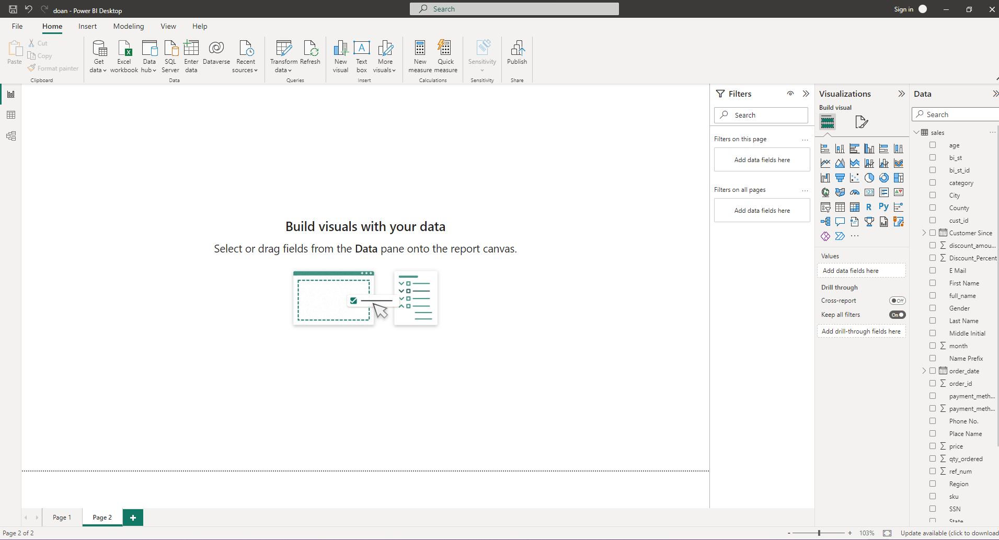 doan - Power BI Desktop
Search
Sign in
File
Home
Insert
Modeling
View
Help
Paste
Cut
Copy
Format painter
Clipboard
Get data
Excel workbook
Data hub
SQL Server
Enter data
Dataverse
Recent sources
Data
Transform data
Refresh
Queries
New visual
Text box
More visuals
Insert
New measure
Quick measure
Calculations
Sensitivity
Sensitivity
Publish
Share
Build visuals with your data
Select or drag fields from the Data pane onto the report canvas.
Filters
Search
Filters on this page
...
Add data fields here
Filters on all pages
...
Add data fields here
Visualizations
Build visual
123
R
Py
...
Values
Add data fields here
Drill through
Cross-report
Off
Keep all filters
On
Add drill-through fields here
Data
Search
sales
...
age
bi_st
bi_st_id
category
City
County
cust_id
Customer Since
discount_amou...
Discount_Percent
E Mail
First Name
full_name
Gender
Last Name
Middle Initial
month
Name Prefix
order_date
order_id
payment_meth...
payment_meth...
Phone No.
Place Name
price
qty_ordered
ref_num
Region
sku
SSN
State
Page 1
Page 2
+
Page 2 of 2
- + 103%
Update available (click to download